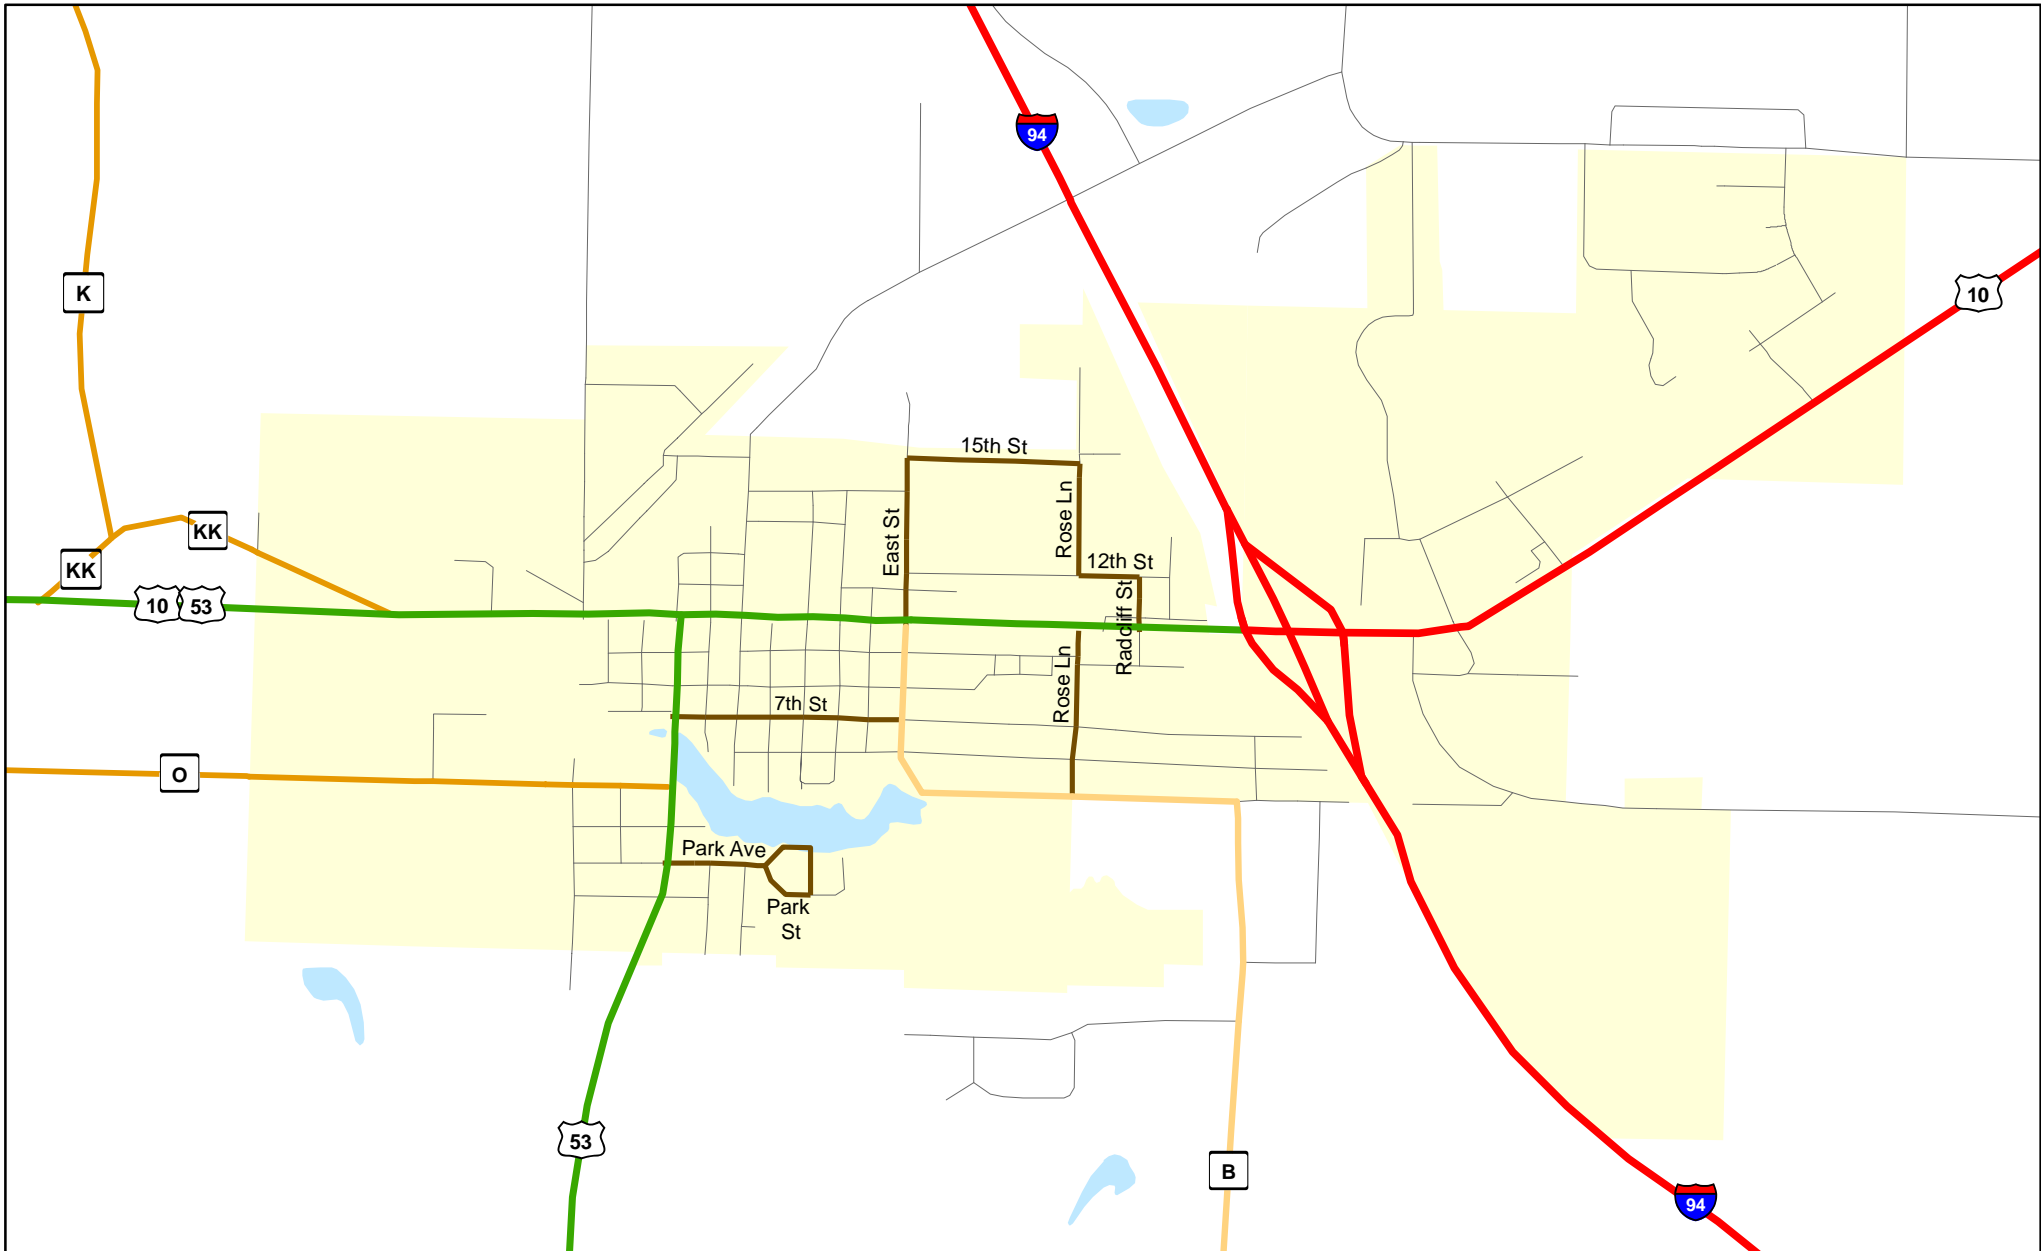 94
K
10
15th St
Rose Ln
East St
KK
12th St
KK
10
53
Radcliff St
Rose Ln
7th St
O
Park Ave
Park
St
53
B
94